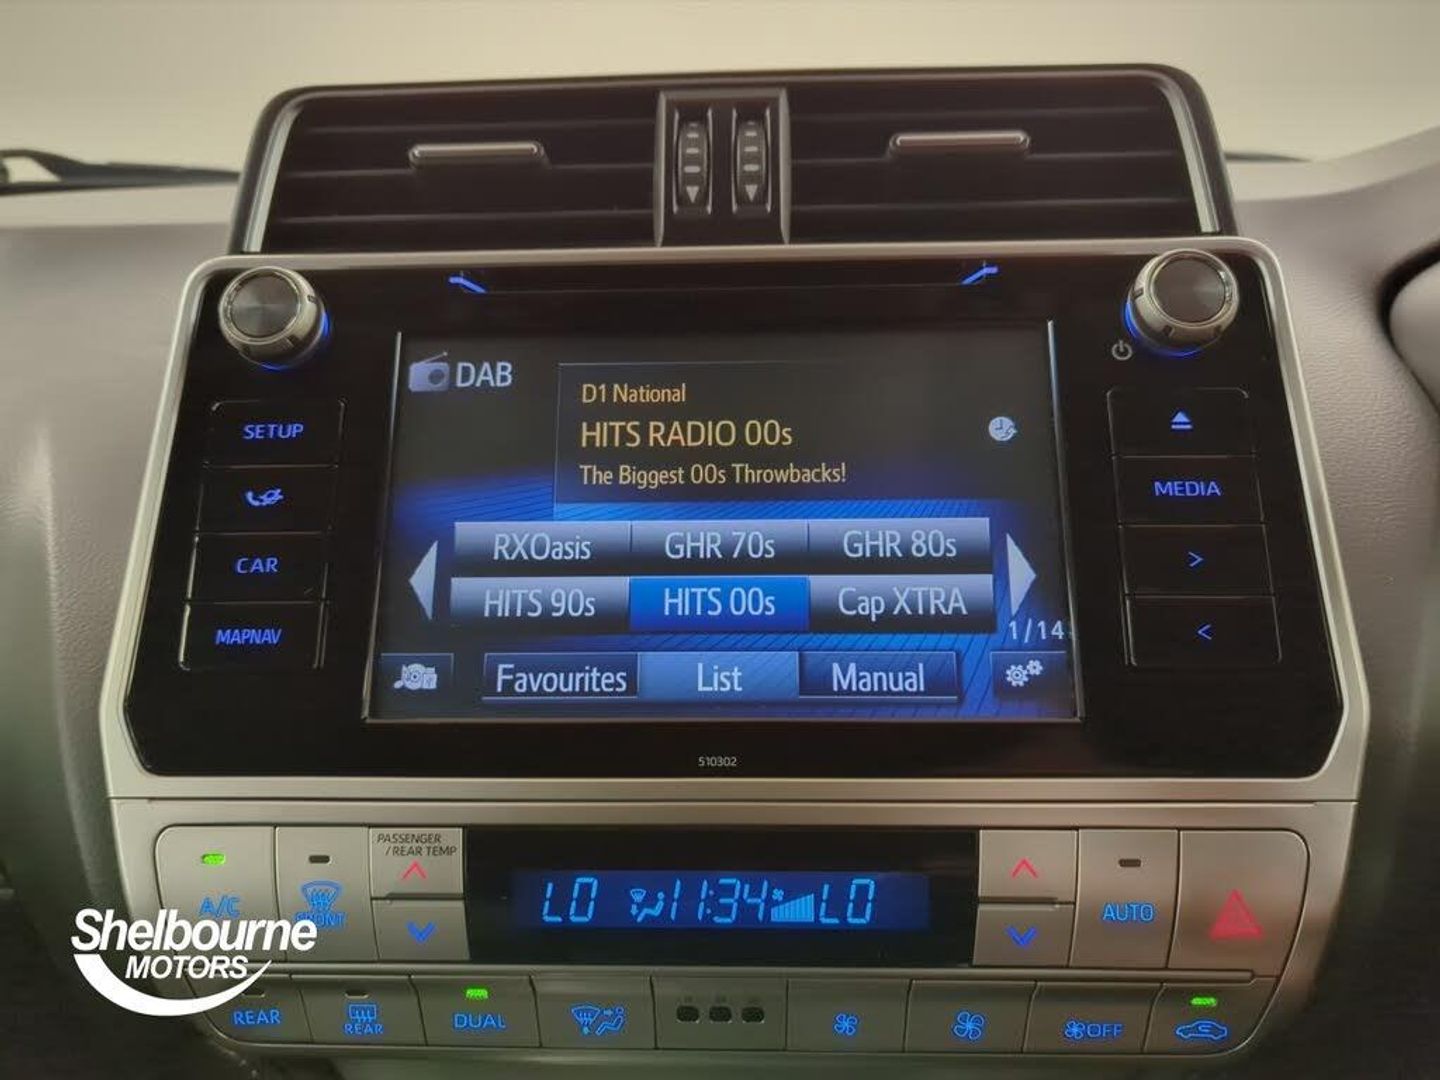 DAB
D1 National
HITS RADIO 00s
The Biggest 00s Throwbacks!
SETUP
CAR
MAPNAV
MEDIA
>
<
RXOasis GHR 70s GHR 80s
HITS 90s HITS 00s Cap XTRA
1/14
Favourites List Manual
510302
PASSENGER
/REAR TEMP
A/C
FRONT
LO 11:34 LO
AUTO
Shelbourne
MOTORS
REAR
REAR
DUAL
OFF